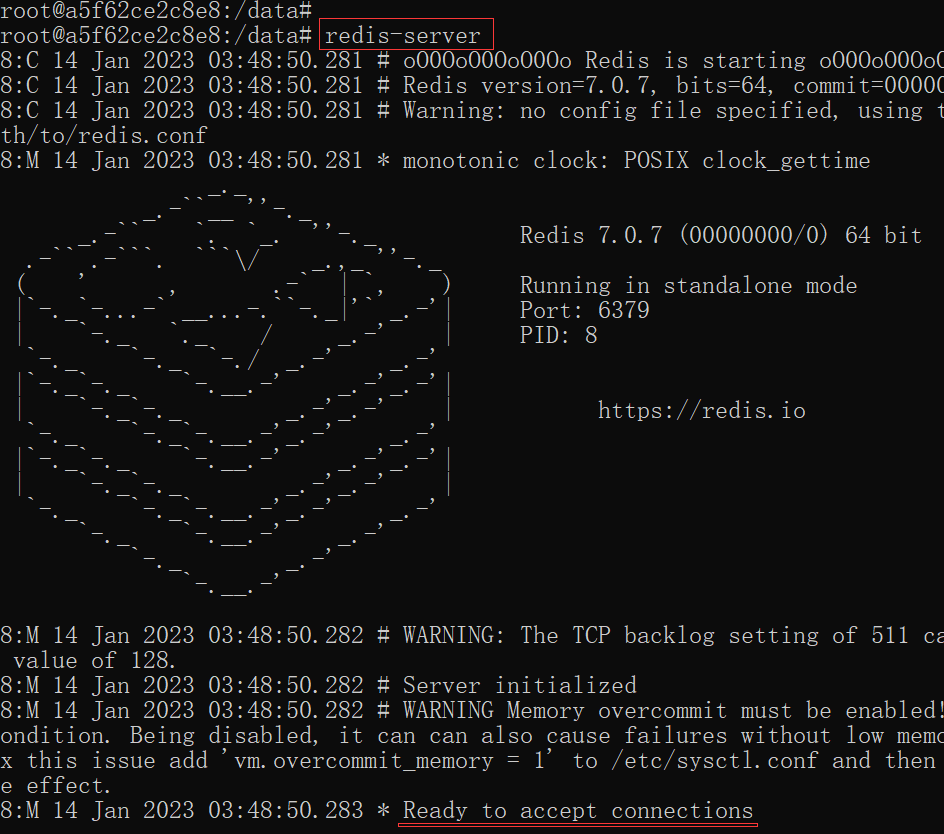 root@a5f62ce2c8e8:/data#
root@a5f62ce2c8e8:/data# redis-server
8:C 14 Jan 2023 03:48:50.281 # oO0OoO0OoO0Oo Redis is starting oO0OoO0OoO
8:C 14 Jan 2023 03:48:50.281 # Redis version=7.0.7, bits=64, commit=00000
8:C 14 Jan 2023 03:48:50.281 # Warning: no config file specified, using t
th/to/redis.conf
8:M 14 Jan 2023 03:48:50.281 * monotonic clock: POSIX clock_gettime
Redis 7.0.7 (00000000/0) 64 bit
Running in standalone mode
Port: 6379
PID: 8
https://redis.io
8:M 14 Jan 2023 03:48:50.282 # WARNING: The TCP backlog setting of 511 ca
value of 128.
8:M 14 Jan 2023 03:48:50.282 # Server initialized
8:M 14 Jan 2023 03:48:50.282 # WARNING Memory overcommit must be enabled!
ondition. Being disabled, it can can also cause failures without low memo
x this issue add 'vm.overcommit_memory = 1' to /etc/sysctl.conf and then
e effect.
8:M 14 Jan 2023 03:48:50.283 * Ready to accept connections